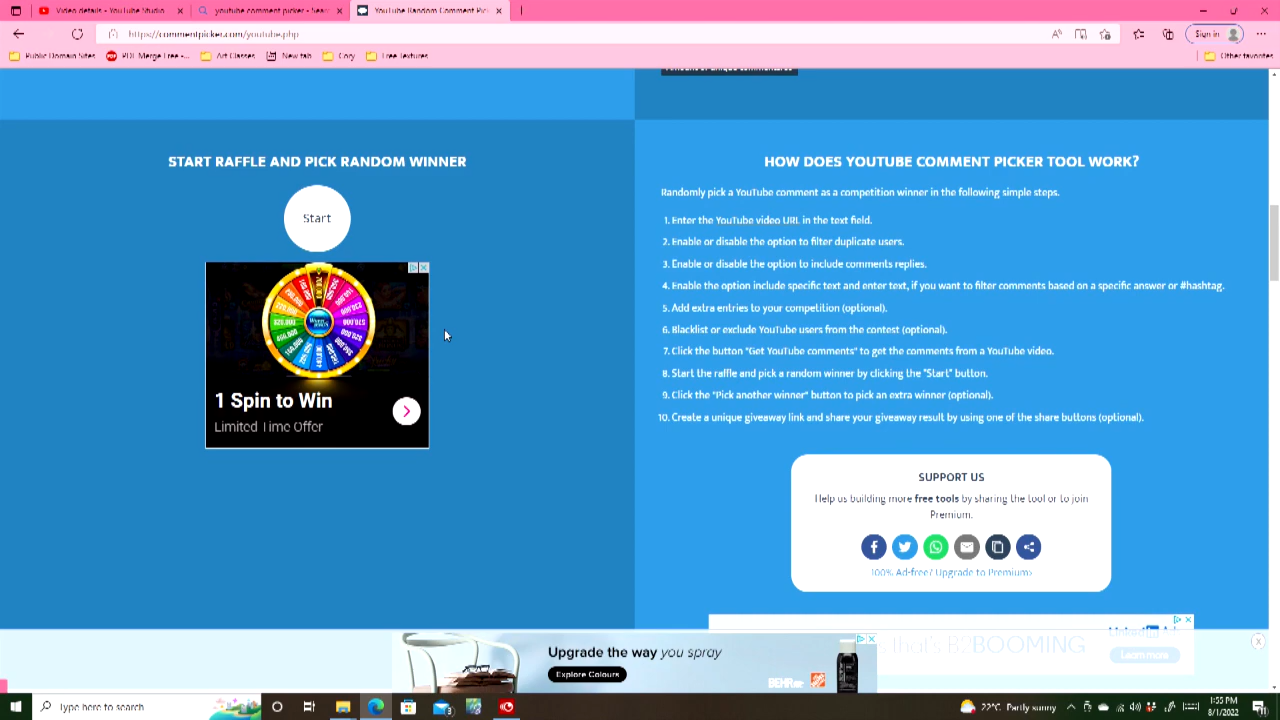 Video details - YouTube Studio
youtube comment picker - Sear
YouTube Random Comment Pic
https://commentpicker.com/youtube.php
Sign in
Public Domain Sites
PDF Merge Free -...
Art Classes
New tab
Cory
Free Textures
Other favorites
START RAFFLE AND PICK RANDOM WINNER
Start
1 Spin to Win
Limited Time Offer
HOW DOES YOUTUBE COMMENT PICKER TOOL WORK?
Randomly pick a YouTube comment as a competition winner in the following simple steps.
1. Enter the YouTube video URL in the text field.
2. Enable or disable the option to filter duplicate users.
3. Enable or disable the option to include comments replies.
4. Enable the option include specific text and enter text, if you want to filter comments based on a specific answer or #hashtag.
5. Add extra entries to your competition (optional).
6. Blacklist or exclude YouTube users from the contest (optional).
7. Click the button "Get YouTube comments" to get the comments from a YouTube video.
8. Start the raffle and pick a random winner by clicking the "Start" button.
9. Click the "Pick another winner" button to pick an extra winner (optional).
10. Create a unique giveaway link and share your giveaway result by using one of the share buttons (optional).
SUPPORT US
Help us building more free tools by sharing the tool or to join
Premium.
100% Ad-free? Upgrade to Premium>
that's B2BOOMING
Learn more
Upgrade the way you spray
Explore Colours
BEHR
Type here to search
22°C Partly sunny
1:55 PM
8/1/2022